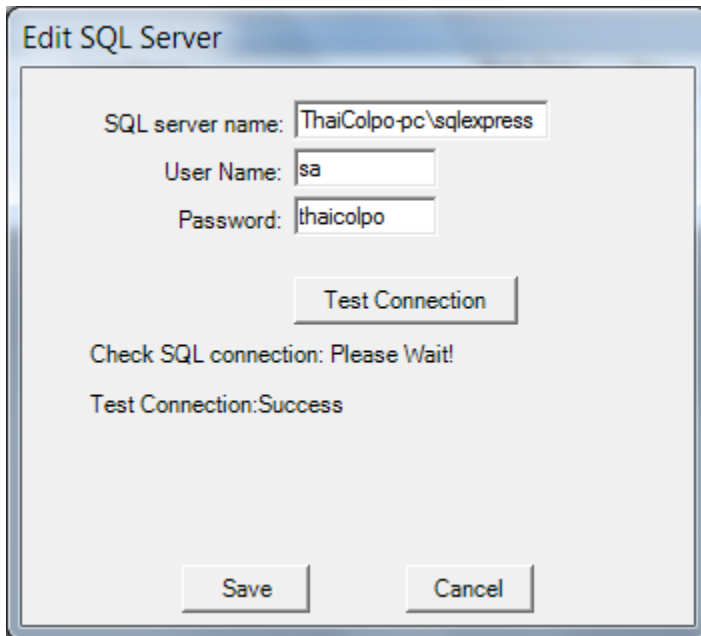 Edit SQL Server
SQL server name: ThaiColpo-pc\sqlexpress
User Name: sa
Password: thaicolpo
Test Connection
Check SQL connection: Please Wait!
Test Connection:Success
Save Cancel